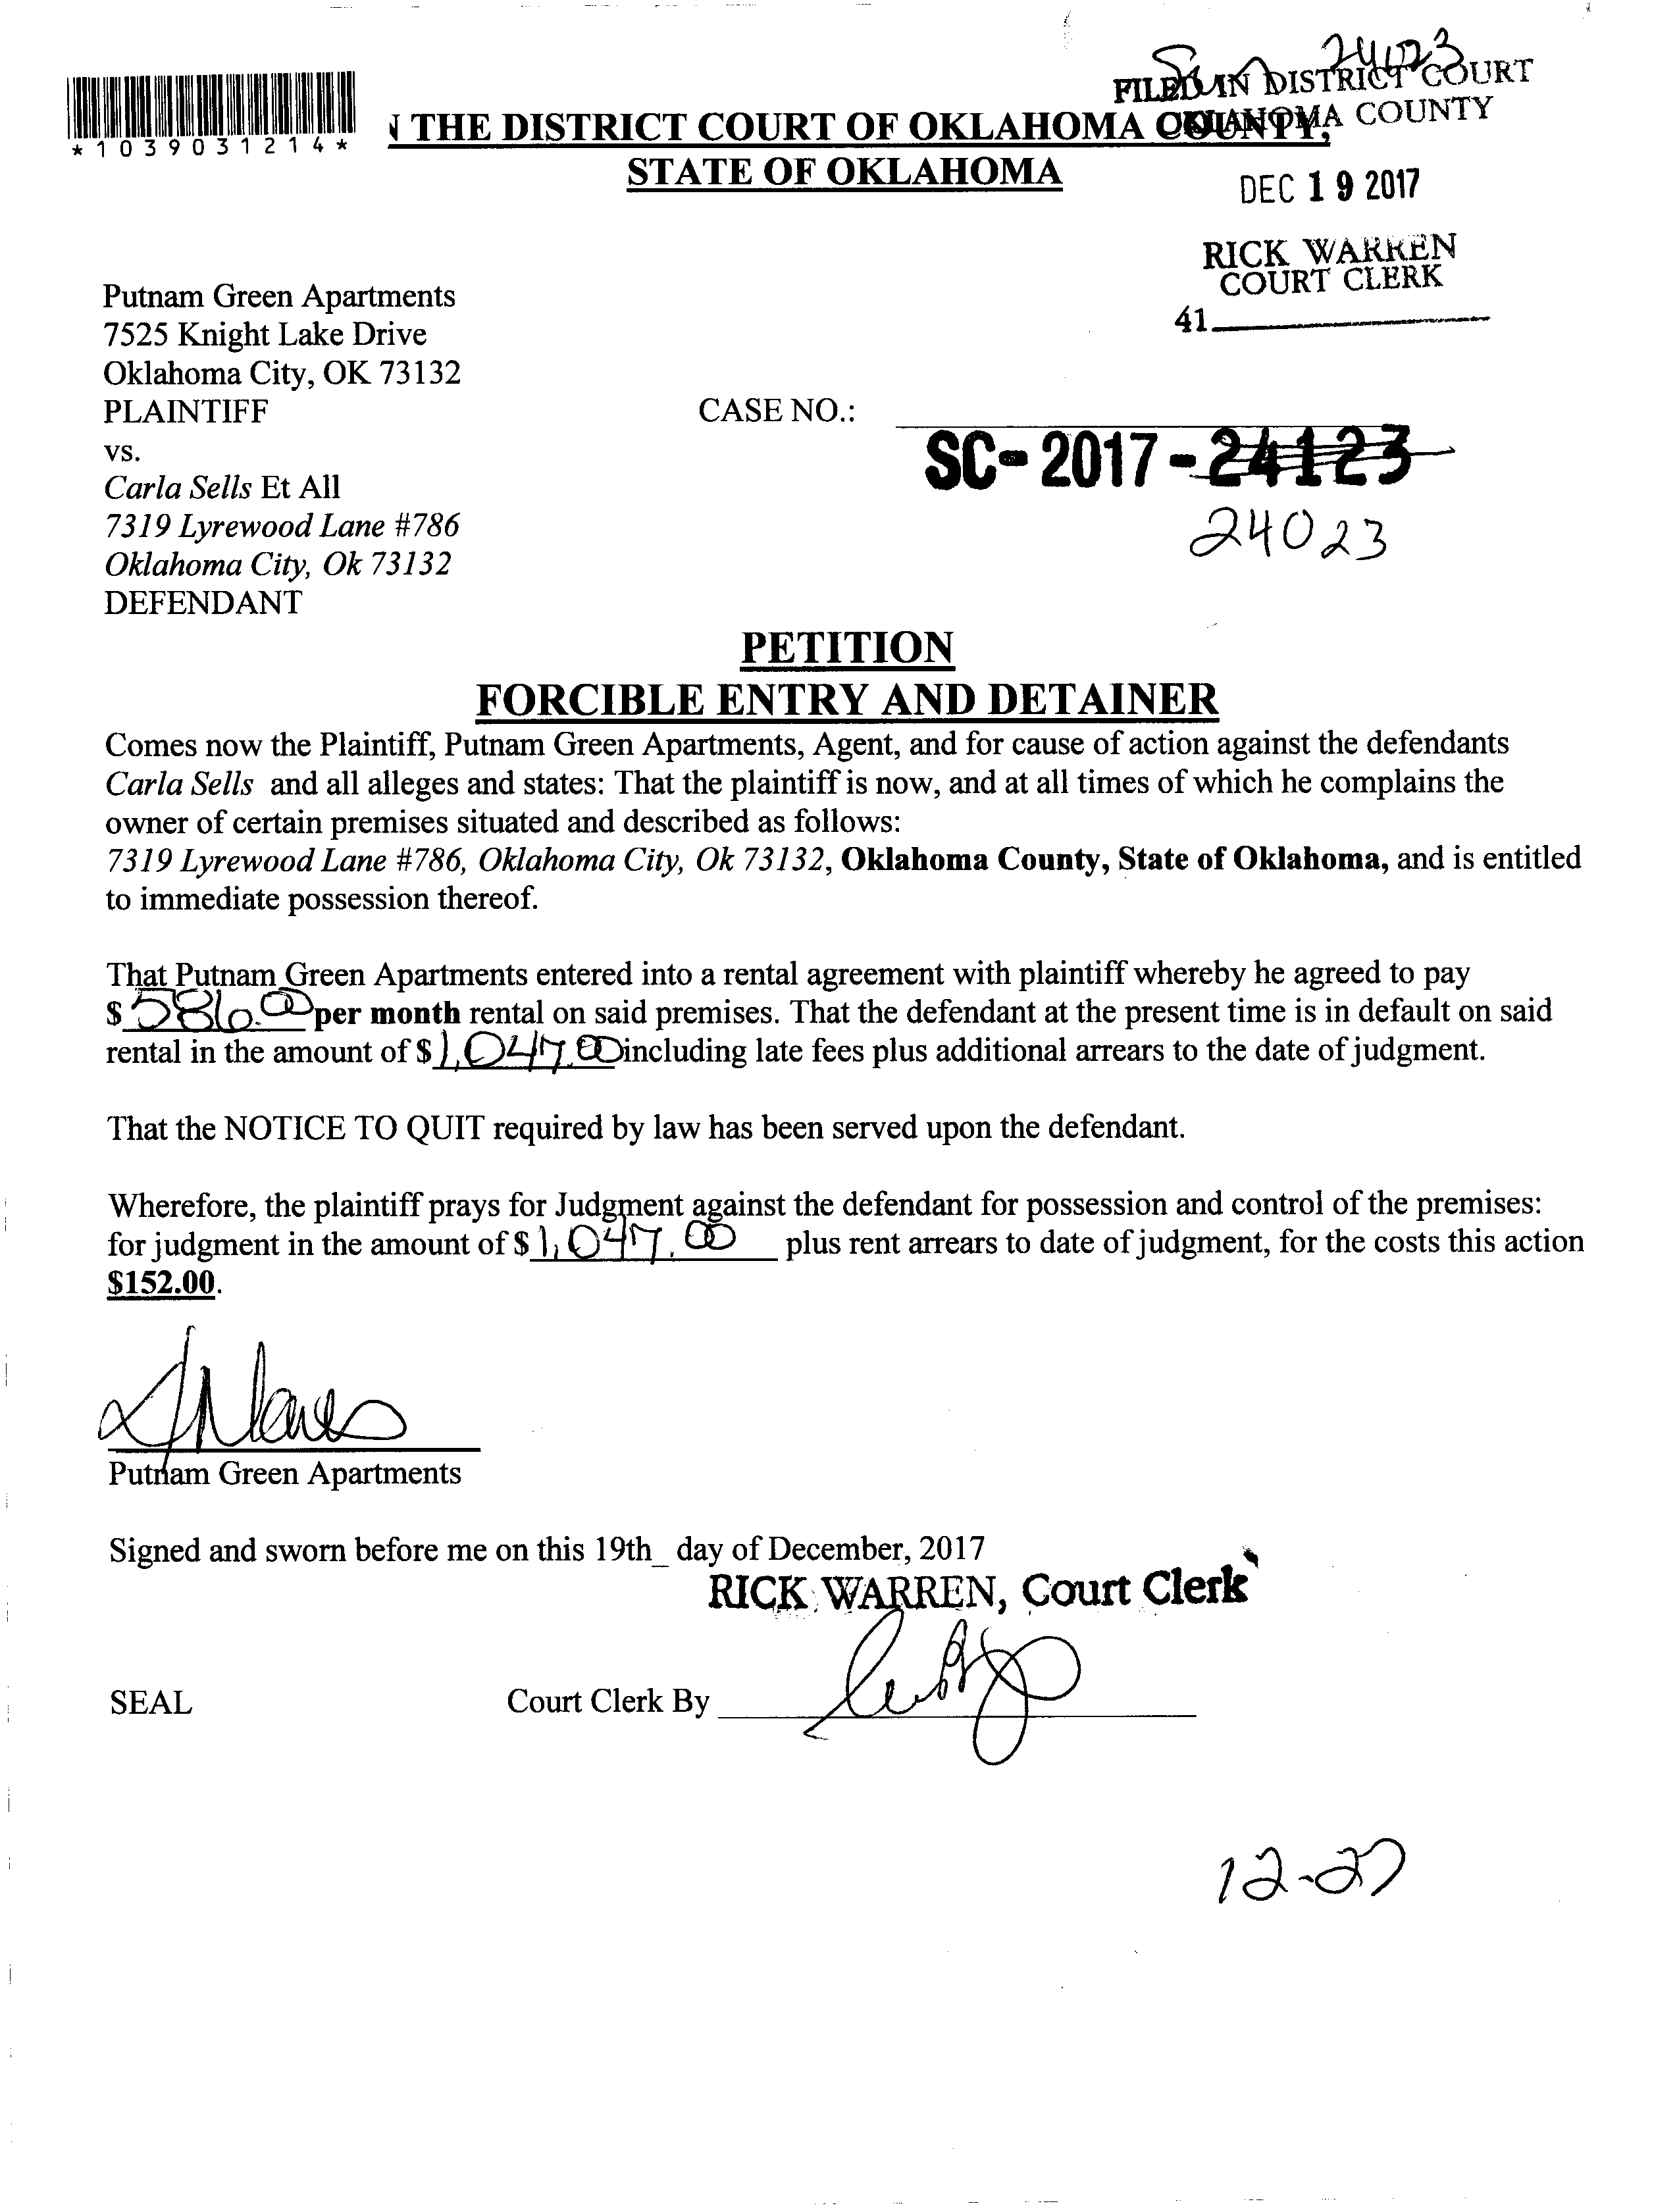 24023
FILED IN DISTRICT COURT
OKLAHOMA COUNTY
*1039031214*
N THE DISTRICT COURT OF OKLAHOMA COUNTY,
STATE OF OKLAHOMA
DEC 19 2017
RICK WARREN
COURT CLERK
41
Putnam Green Apartments
7525 Knight Lake Drive
Oklahoma City, OK 73132
PLAINTIFF
CASE NO.:
vs.
SC-2017-24123
Carla Sells Et All
7319 Lyrewood Lane #786
24023
Oklahoma City, Ok 73132
DEFENDANT
PETITION
FORCIBLE ENTRY AND DETAINER
Comes now the Plaintiff, Putnam Green Apartments, Agent, and for cause of action against the defendants
Carla Sells and all alleges and states: That the plaintiff is now, and at all times of which he complains the
owner of certain premises situated and described as follows:
7319 Lyrewood Lane #786, Oklahoma City, Ok 73132, Oklahoma County, State of Oklahoma, and is entitled
to immediate possession thereof.
That Putnam Green Apartments entered into a rental agreement with plaintiff whereby he agreed to pay
$ 586.00 per month rental on said premises. That the defendant at the present time is in default on said
rental in the amount of $ 1,047.00 including late fees plus additional arrears to the date of judgment.
That the NOTICE TO QUIT required by law has been served upon the defendant.
Wherefore, the plaintiff prays for Judgment against the defendant for possession and control of the premises:
for judgment in the amount of $ 1,047.00 plus rent arrears to date of judgment, for the costs this action
$152.00.
Putnam Green Apartments
Signed and sworn before me on this 19th_ day of December, 2017
RICK WARREN, Court Clerk
SEAL
Court Clerk By
12-27